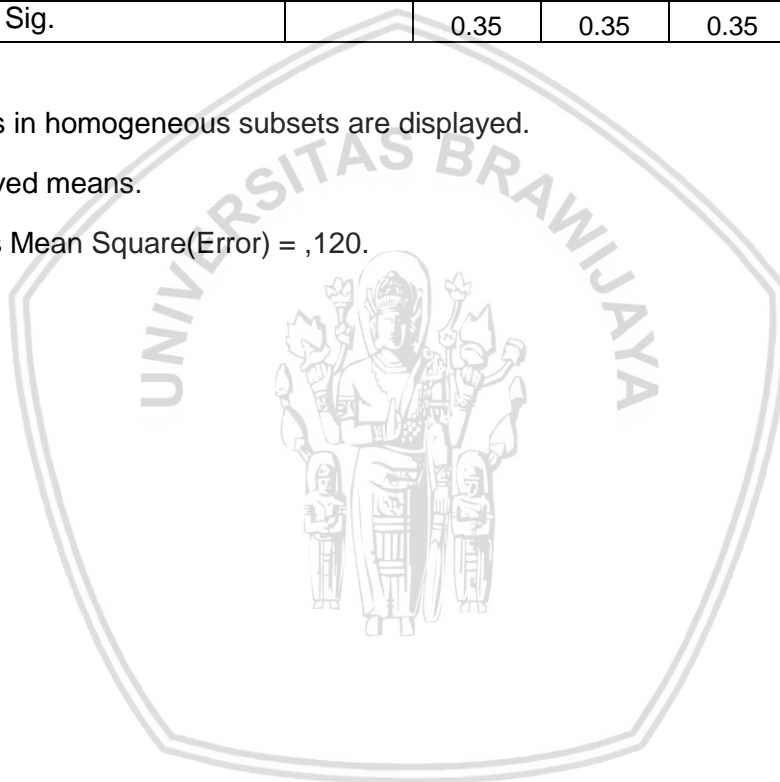 Sig. 0.35 0.35 0.35
s in homogeneous subsets are displayed.
yed means.
s Mean Square(Error) = ,120.
UNIVERSITAS BRAWIJAYA